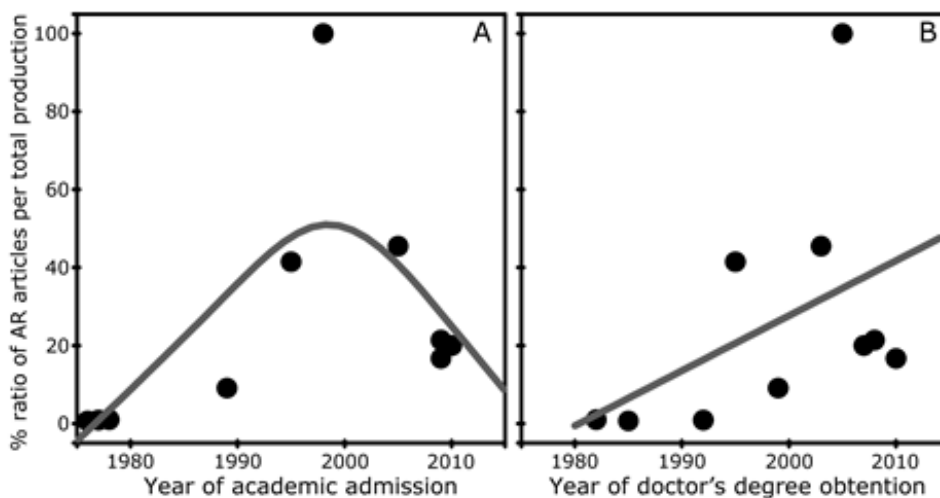 % ratio of AR articles per total production
100
80
60
40
20
0
A
1980 1990 2000 2010
Year of academic admission
B
1980 1990 2000 2010
Year of doctor's degree obtention